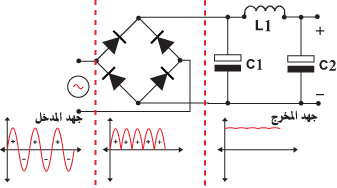 L1
+
C1
C2
−
جهد المدخل
جهد المخرج
+ + +
− −
+ + + + +